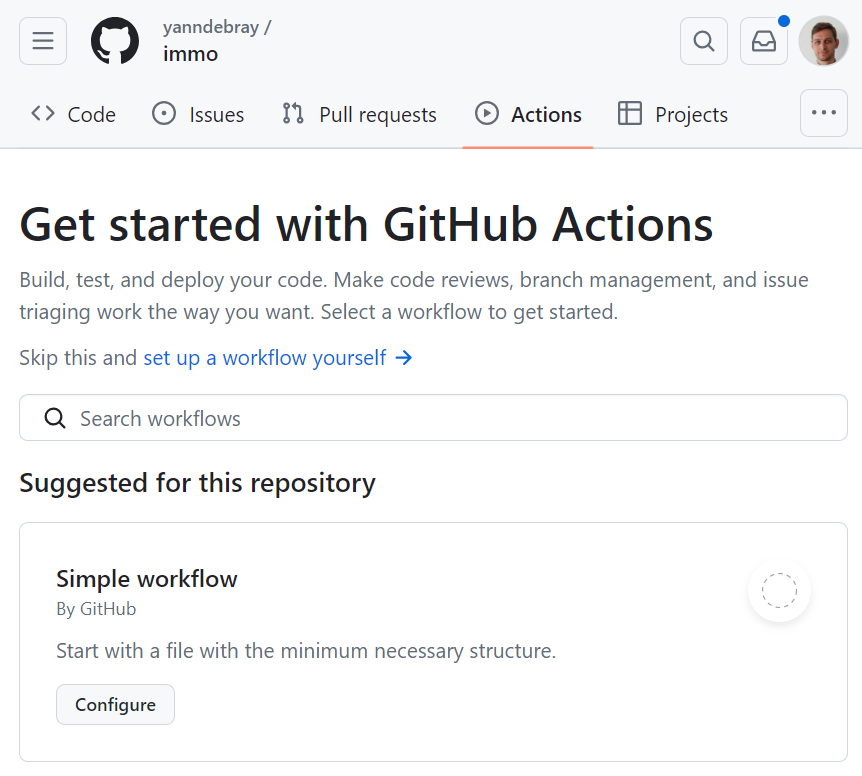 yanndebray /
immo
Code
Issues
Pull requests
Actions
Projects
Get started with GitHub Actions
Build, test, and deploy your code. Make code reviews, branch management, and issue
triaging work the way you want. Select a workflow to get started.
Skip this and set up a workflow yourself →
Search workflows
Suggested for this repository
Simple workflow
By GitHub
Start with a file with the minimum necessary structure.
Configure